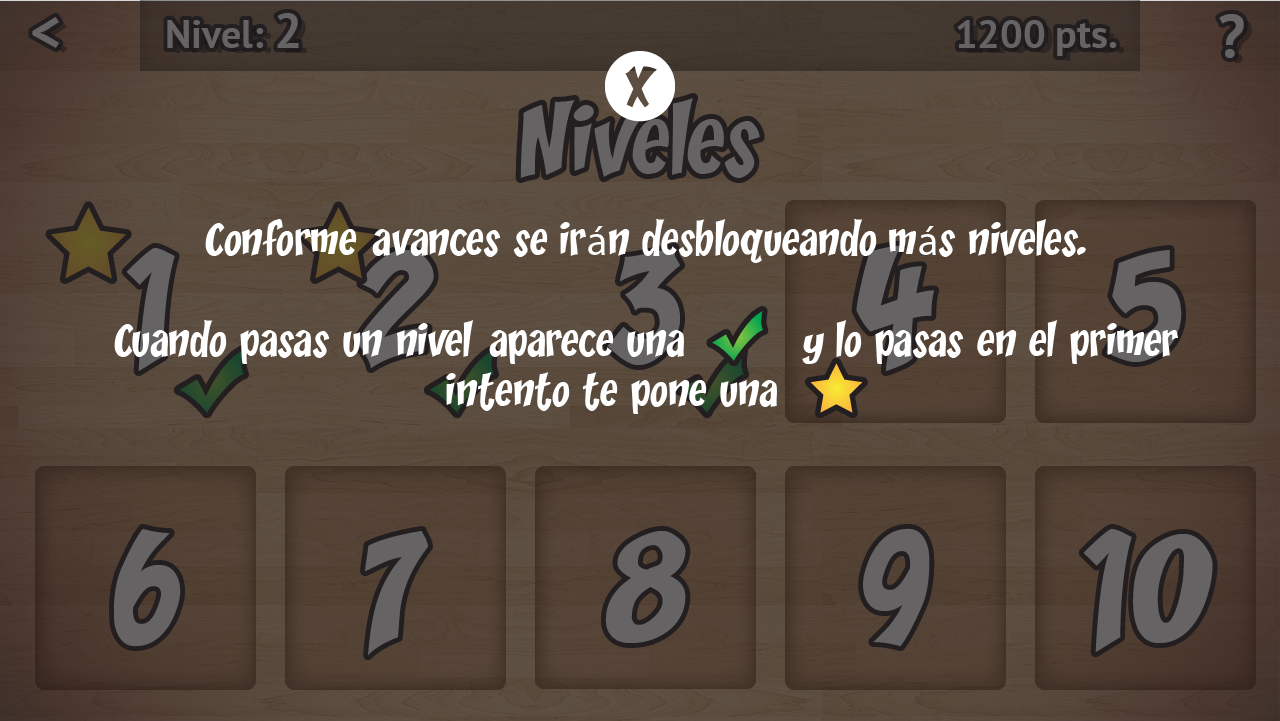 <
Nivel: 2
1200 pts.
?
X
Niveles
Conforme avances se irán desbloqueando más niveles.
1 2 3 4 5
Cuando pasas un nivel aparece una y lo pasas en el primer
intento te pone una
6 7 8 9 10